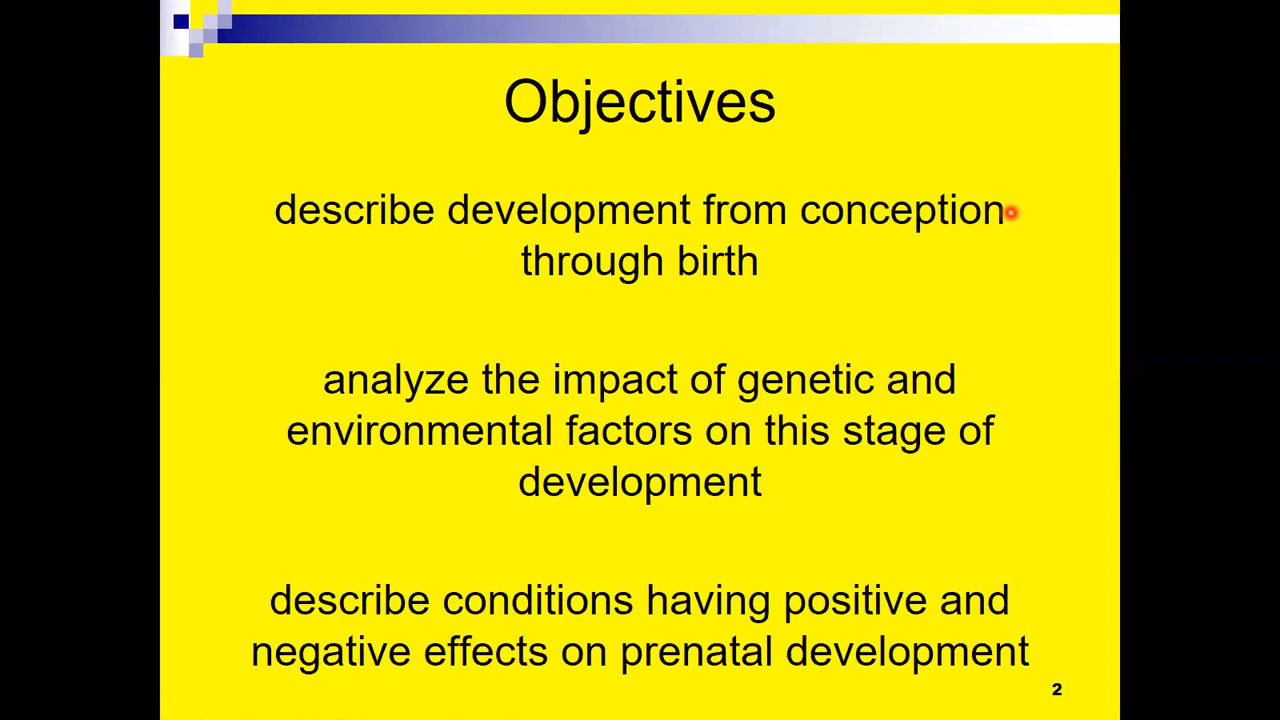 Objectives
describe development from conception
through birth
analyze the impact of genetic and
environmental factors on this stage of
development
describe conditions having positive and
negative effects on prenatal development
2